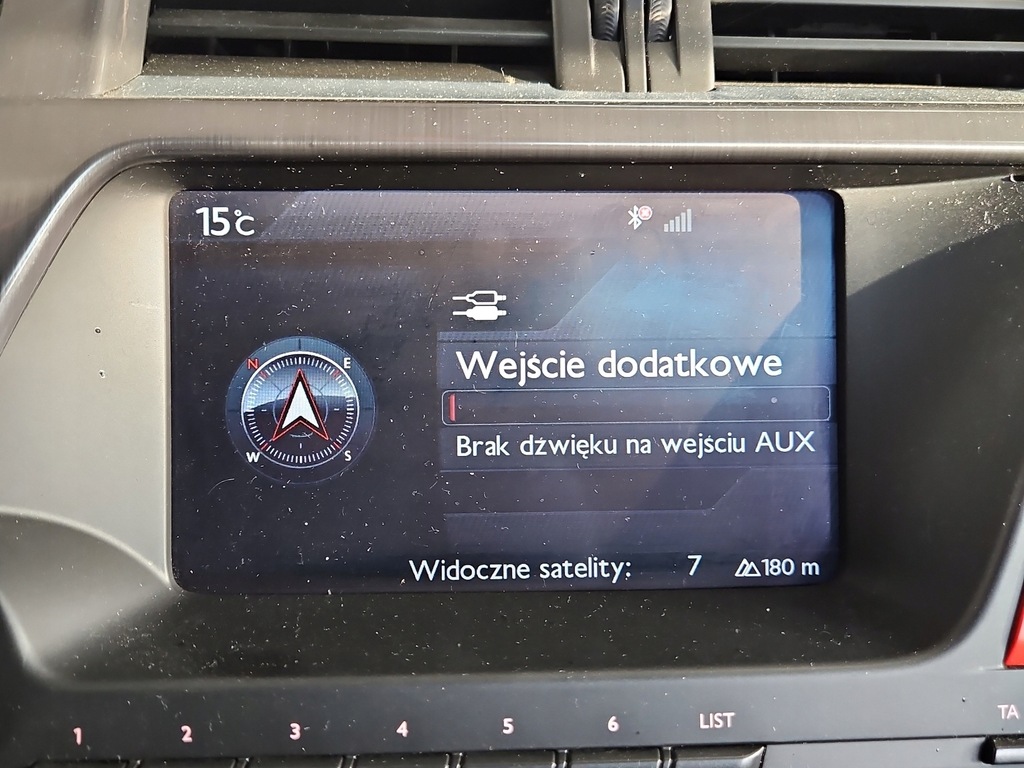 15°C
N E
Wejście dodatkowe
Brak dźwięku na wejściu AUX
W S
Widoczne satelity: 7 180 m
1 2 3 4 5 6 LIST TA